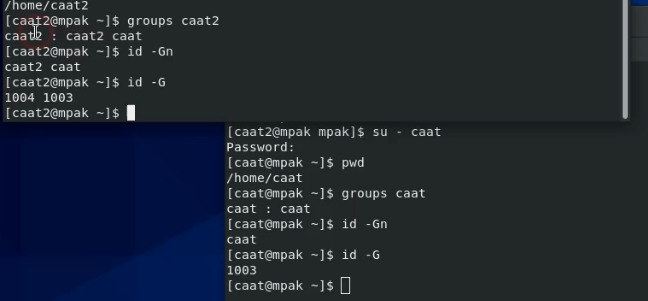 /home/caat2
[caat2@mpak ~]$ groups caat2
caat2 : caat2 caat
[caat2@mpak ~]$ id -Gn
caat2 caat
[caat2@mpak ~]$ id -G
1004 1003
[caat2@mpak ~]$
[caat2@mpak mpak]$ su - caat
Password:
[caat@mpak ~]$ pwd
/home/caat
[caat@mpak ~]$ groups caat
caat : caat
[caat@mpak ~]$ id -Gn
caat
[caat@mpak ~]$ id -G
1003
[caat@mpak ~]$